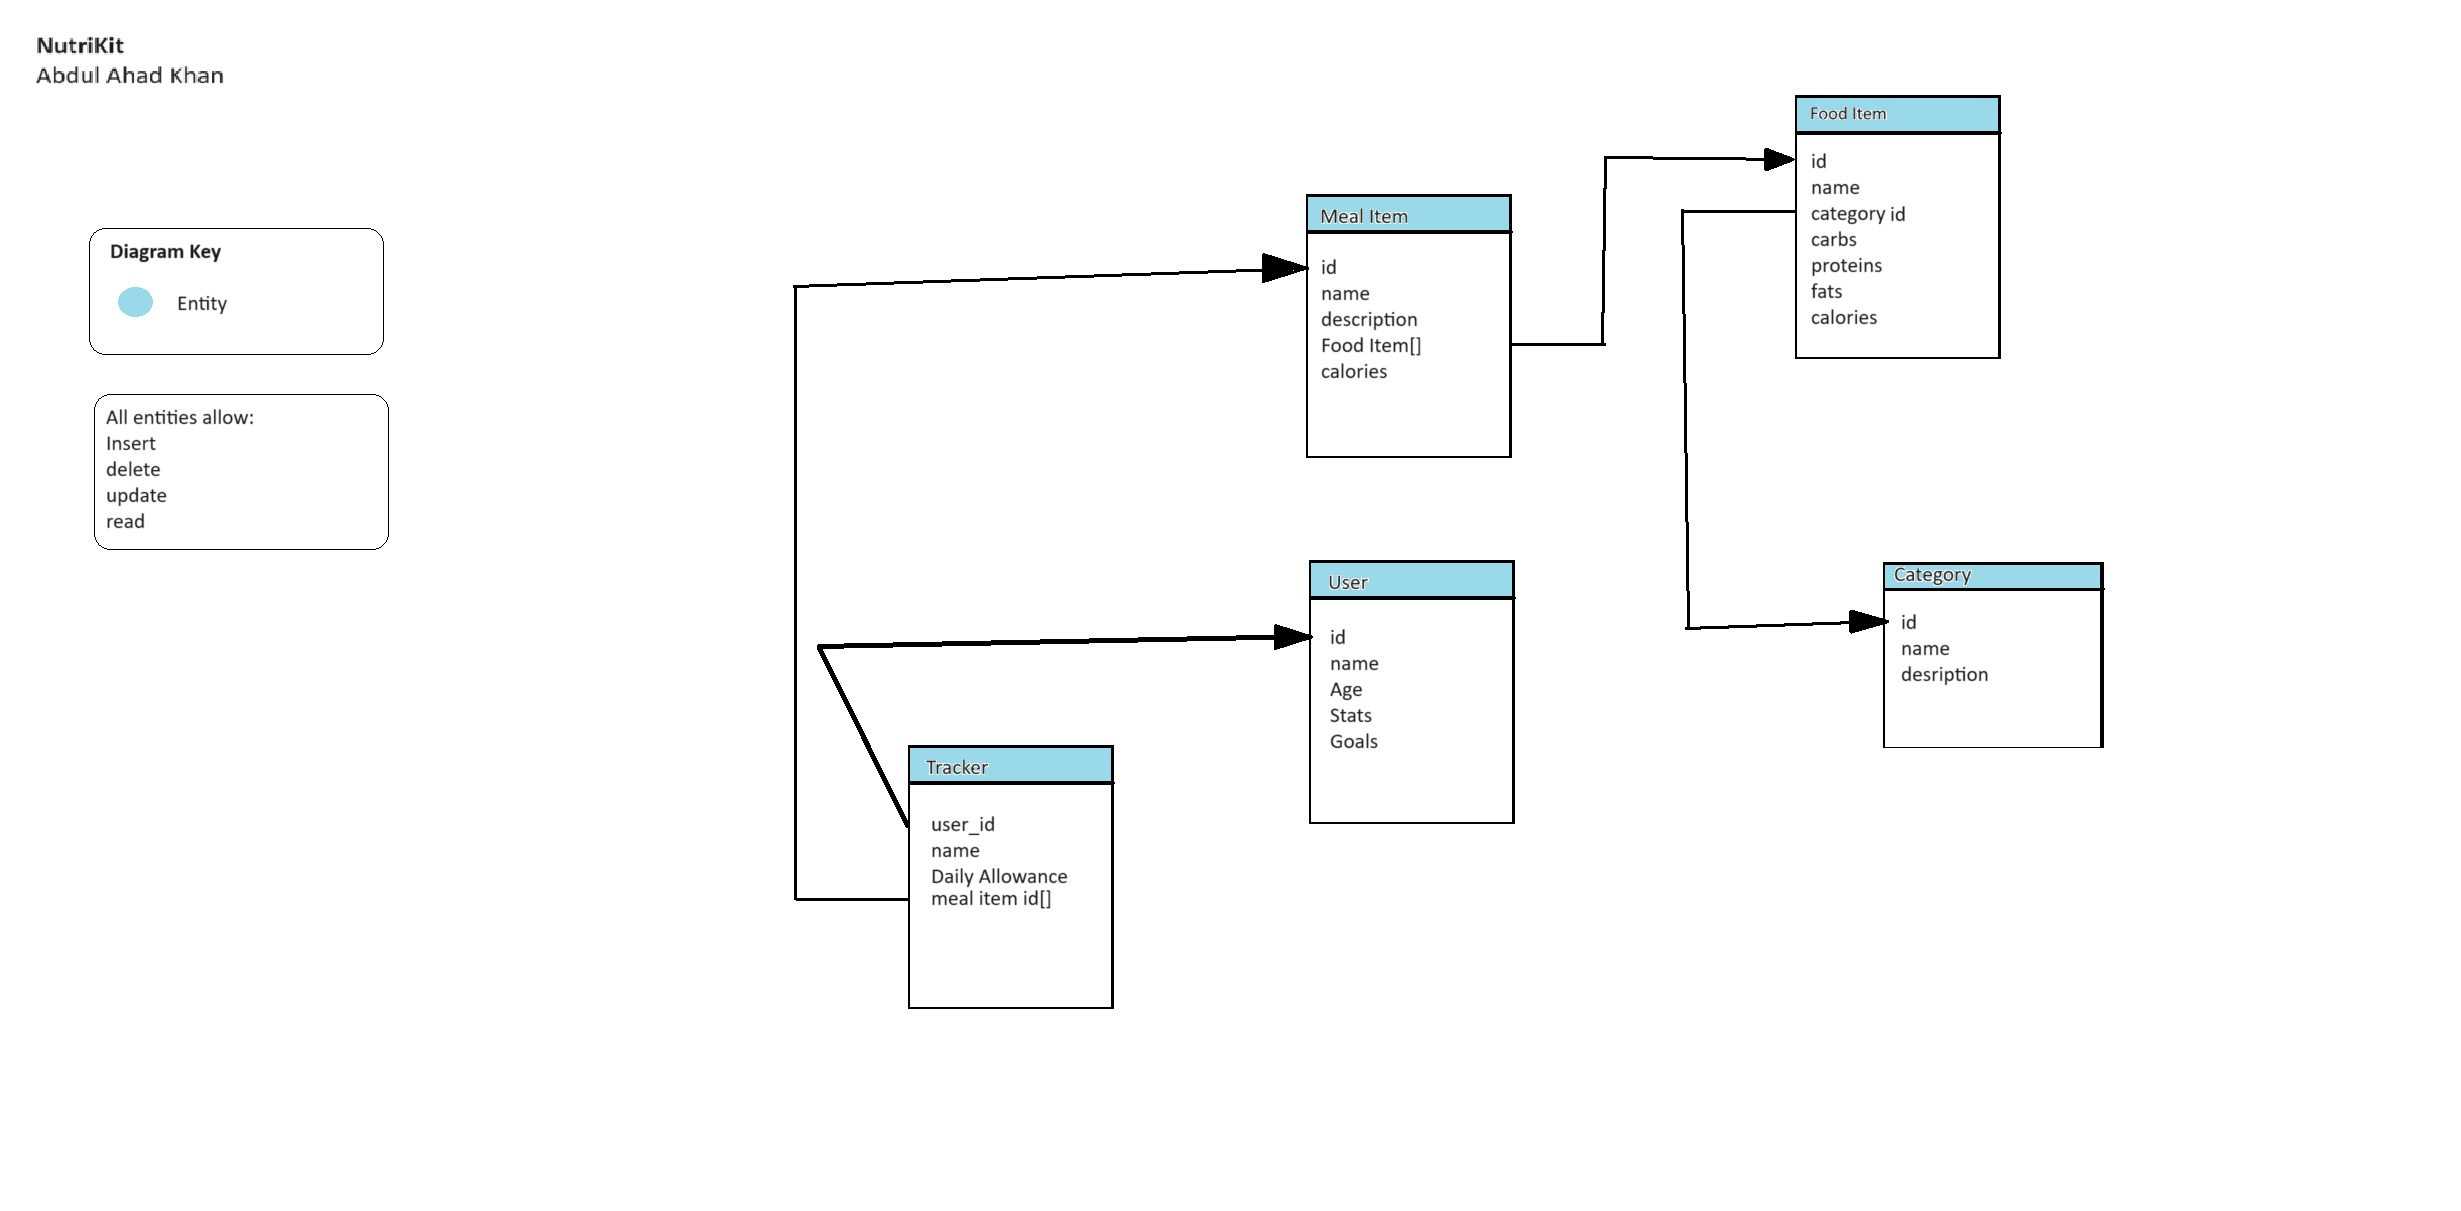 NutriKit
Abdul Ahad Khan
Diagram Key
Entity
All entities allow:
Insert
delete
update
read
Meal Item
id
name
description
Food Item[]
calories
Food Item
id
name
category id
carbs
proteins
fats
calories
User
id
name
Age
Stats
Goals
Category
id
name
desription
Tracker
user_id
name
Daily Allowance
meal item id[]